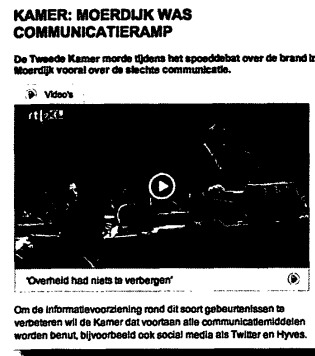 KAMER: MOERDIJK WAS
COMMUNICATIERAMP
De Tweede Kamer morde tijdens het spoeddebat over de brand in
Moerdijk vooral over de slechte communicatie.
Video's
rtlXL
'Overheid had niets te verbergen'
Om de informatievoorziening rond dit soort gebeurtenissen te
verbeteren wil de Kamer dat voortaan alle communicatiemiddelen
worden benut, bijvoorbeeld ook social media als Twitter en Hyves.